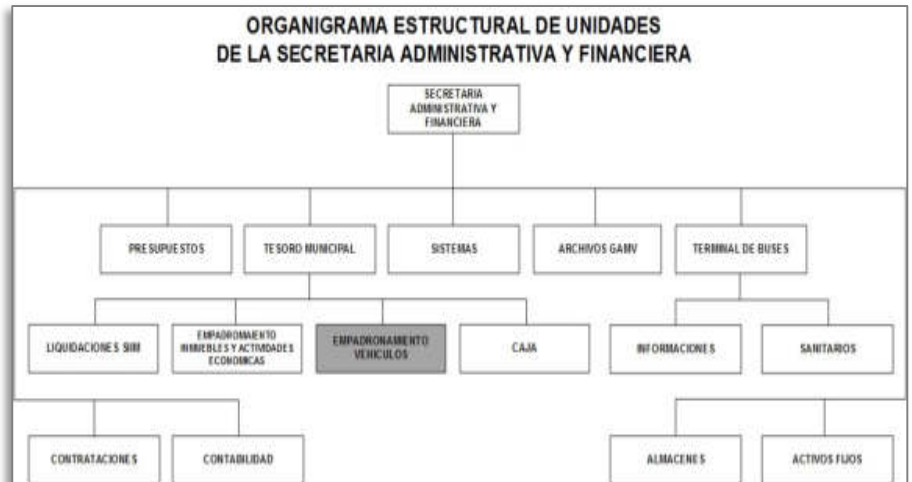 ORGANIGRAMA ESTRUCTURAL DE UNIDADES
DE LA SECRETARIA ADMINISTRATIVA Y FINANCIERA
SECRETARIA
ADMINISTRATIVA Y
FINANCIERA
PRESUPUESTOS
TESORO MUNICIPAL
SISTEMAS
ARCHIVOS GAMV
TERMINAL DE BUSES
LIQUIDACIONES SIIM
EMPADROMAIENTO
INMUEBLES Y ACTIVIDADES
ECONOMICAS
EMPADRONAMIENTO
VEHICULOS
CAJA
INFORMACIONES
SANITARIOS
CONTRATACIONES
CONTABILIDAD
ALMACENES
ACTIVOS FIJOS